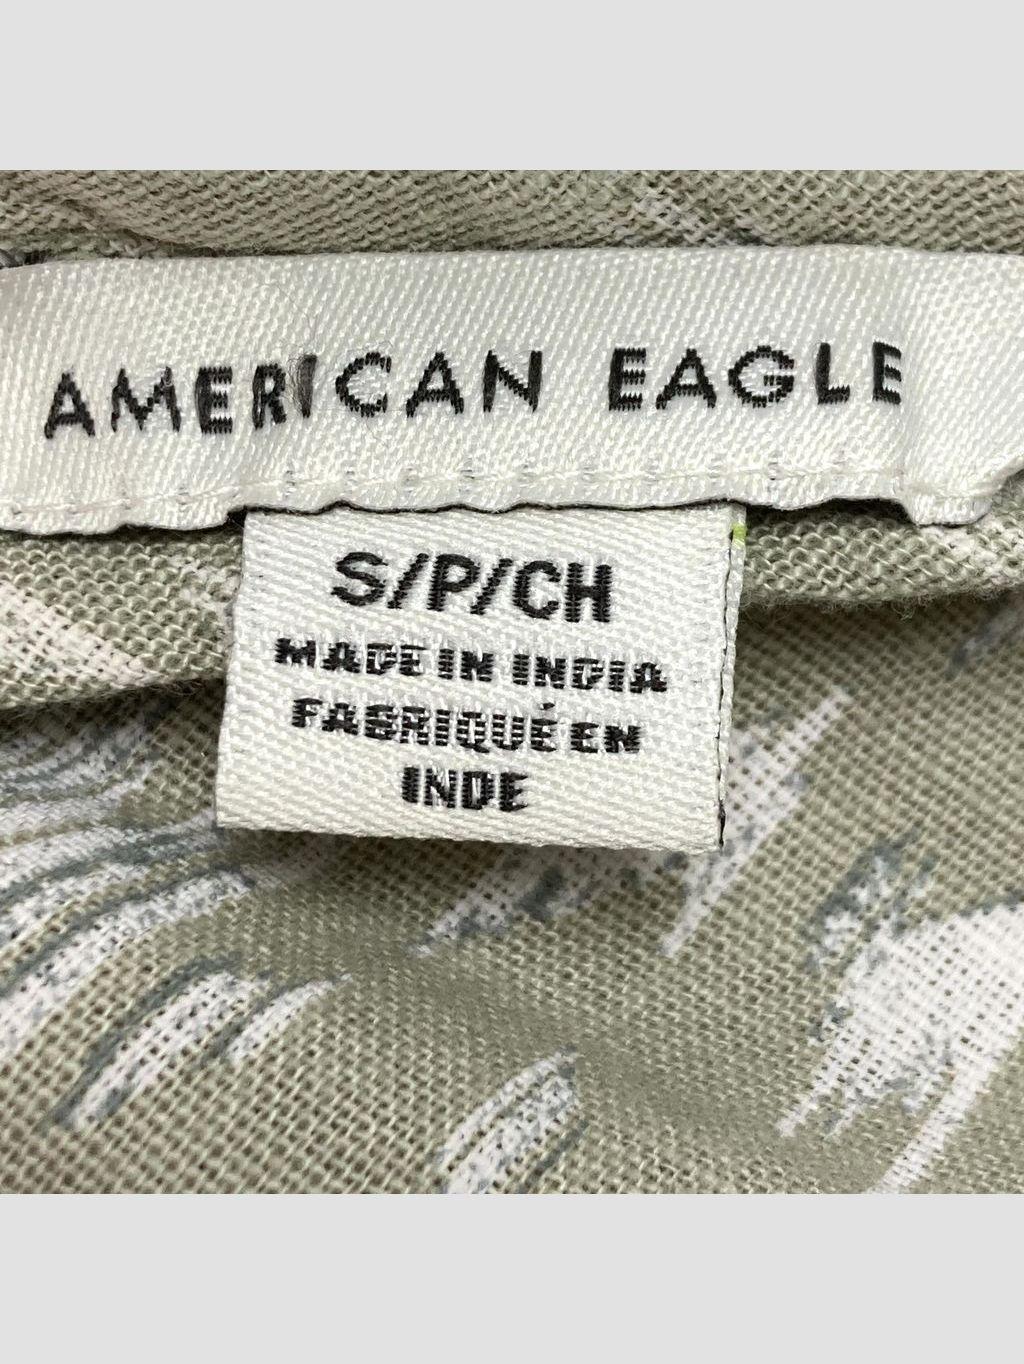 AMERICAN EAGLE
S/P/CH
MADE IN INDIA
FABRIQUÉ EN
INDE